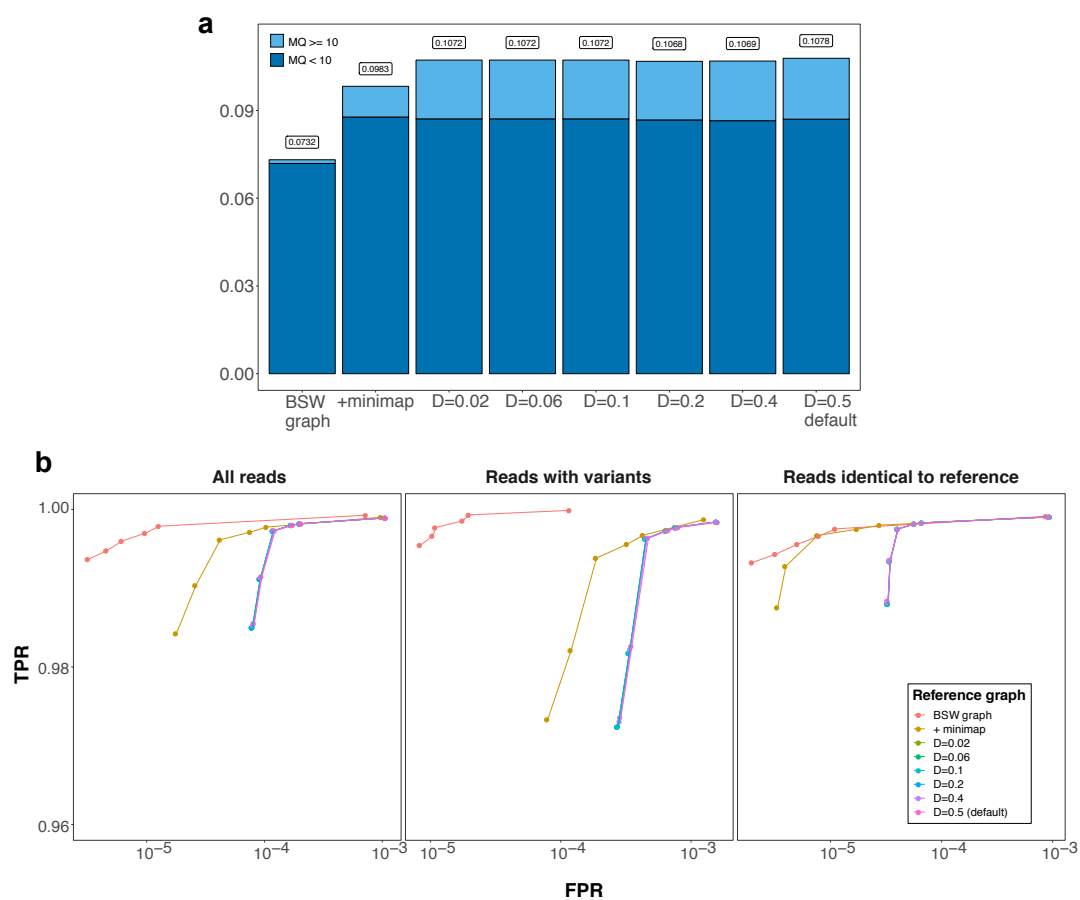 a
MQ >= 10
MQ < 10
0.0732
0.0983
0.1072
0.1072
0.1072
0.1068
0.1069
0.1078
0.09
0.06
0.03
0.00
BSW graph
+minimap
D=0.02
D=0.06
D=0.1
D=0.2
D=0.4
D=0.5 default
b
All reads
Reads with variants
Reads identical to reference
TPR
1.00
0.98
0.96
10⁻⁵
10⁻⁴
10⁻³
10⁻⁵
10⁻⁴
10⁻³
10⁻⁵
10⁻⁴
10⁻³
FPR
Reference graph
BSW graph
+ minimap
D=0.02
D=0.06
D=0.1
D=0.2
D=0.4
D=0.5 (default)